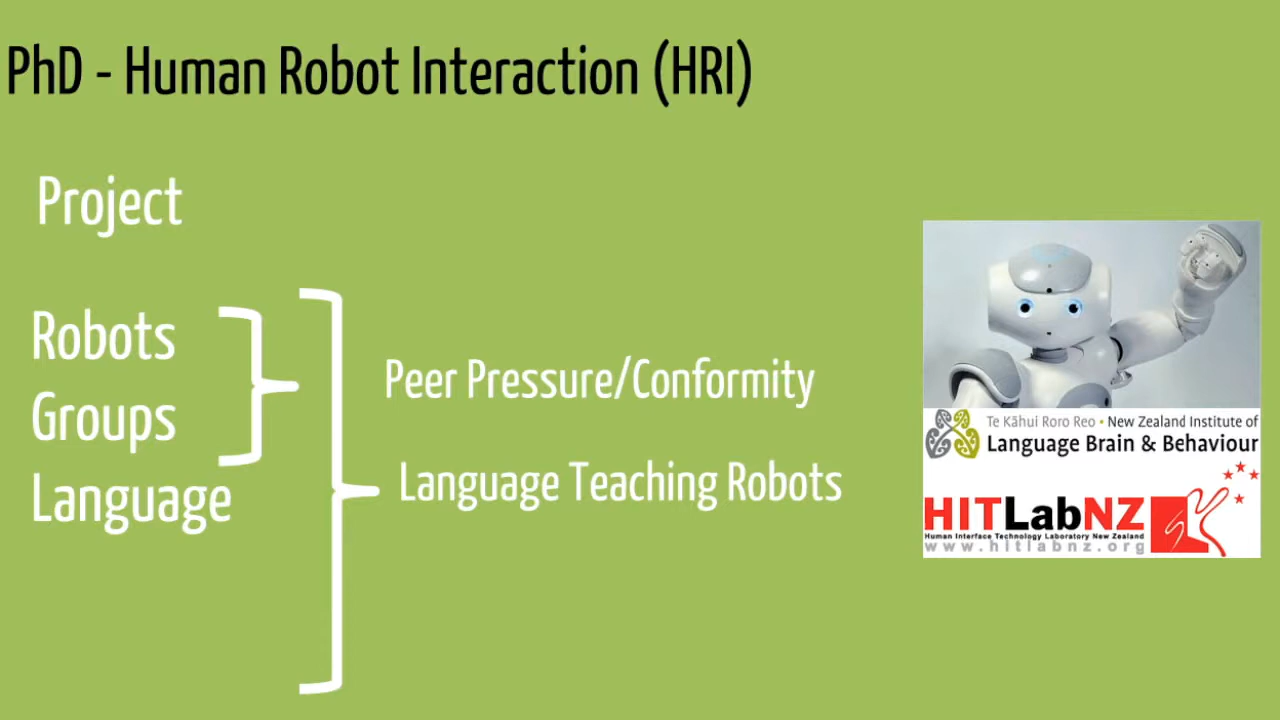 PhD - Human Robot Interaction (HRI)
Project
Robots
Groups
Language
Peer Pressure/Conformity
Language Teaching Robots
Te Kāhui Roro Reo • New Zealand Institute of
Language Brain & Behaviour
HITLabNZ
Human Interface Technology Laboratory New Zealand
www.hitlabnz.org